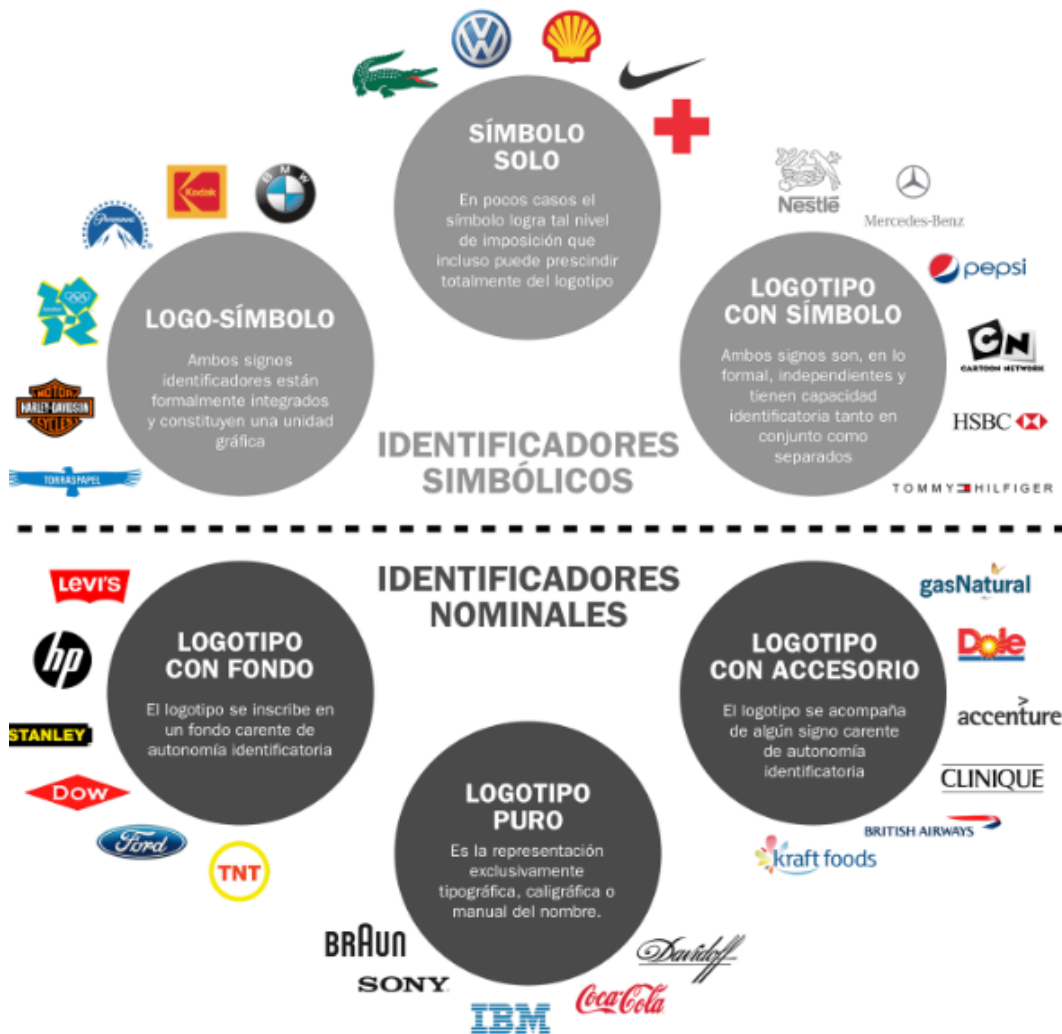 SÍMBOLO
SOLO
En pocos casos el
símbolo logra tal nivel
de imposición que
incluso puede prescindir
totalmente del logotipo
Kodak
BMW
Paramount
LOGO-SÍMBOLO
Ambos signos
identificadores están
formalmente integrados
y constituyen una unidad
gráfica
MOTOR
HARLEY-DAVIDSON
CYCLES
TORRASPAPEL
Nestlé
Mercedes-Benz
pepsi
CN
CARTOON NETWORK
HSBC
TOMMY HILFIGER
LOGOTIPO
CON SÍMBOLO
Ambos signos son, en lo
formal, independientes y
tienen capacidad
identificatoria tanto en
conjunto como
separados
IDENTIFICADORES
SIMBÓLICOS
IDENTIFICADORES
NOMINALES
LEVI'S
hp
STANLEY
DOW
Ford
TNT
LOGOTIPO
CON FONDO
El logotipo se inscribe en
un fondo carente de
autonomía identificatoria
LOGOTIPO
CON ACCESORIO
El logotipo se acompaña
de algún signo carente
de autonomía
identificatoria
gasNatural
Dole
accenture
CLINIQUE
BRITISH AIRWAYS
kraft foods
LOGOTIPO
PURO
Es la representación
exclusivamente
tipográfica, caligráfica o
manual del nombre.
BRAUN
SONY
IBM
Coca-Cola
Davidoff